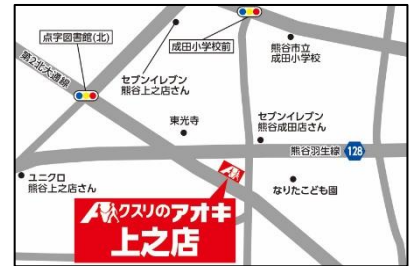 点字図書館(北)
成田小学校前
熊谷市立
成田小学校
第2北大通線
セブンイレブン
熊谷上之店さん
東光寺
セブンイレブン
熊谷成田店さん
熊谷羽生線 128
ユニクロ
熊谷上之店さん
なりたこども園
クスリのアオキ
上之店